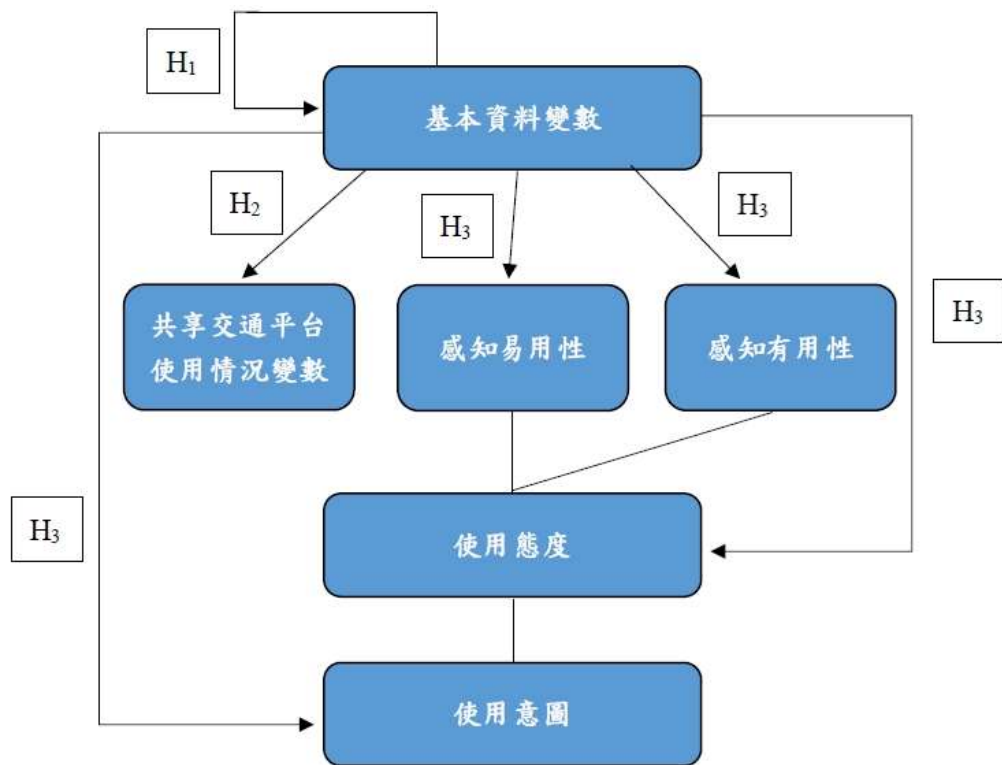 H₁
基本資料變數
H₂
H₃
H₃
共享交通平台
使用情況變數
感知易用性
感知有用性
H₃
使用態度
H₃
使用意圖